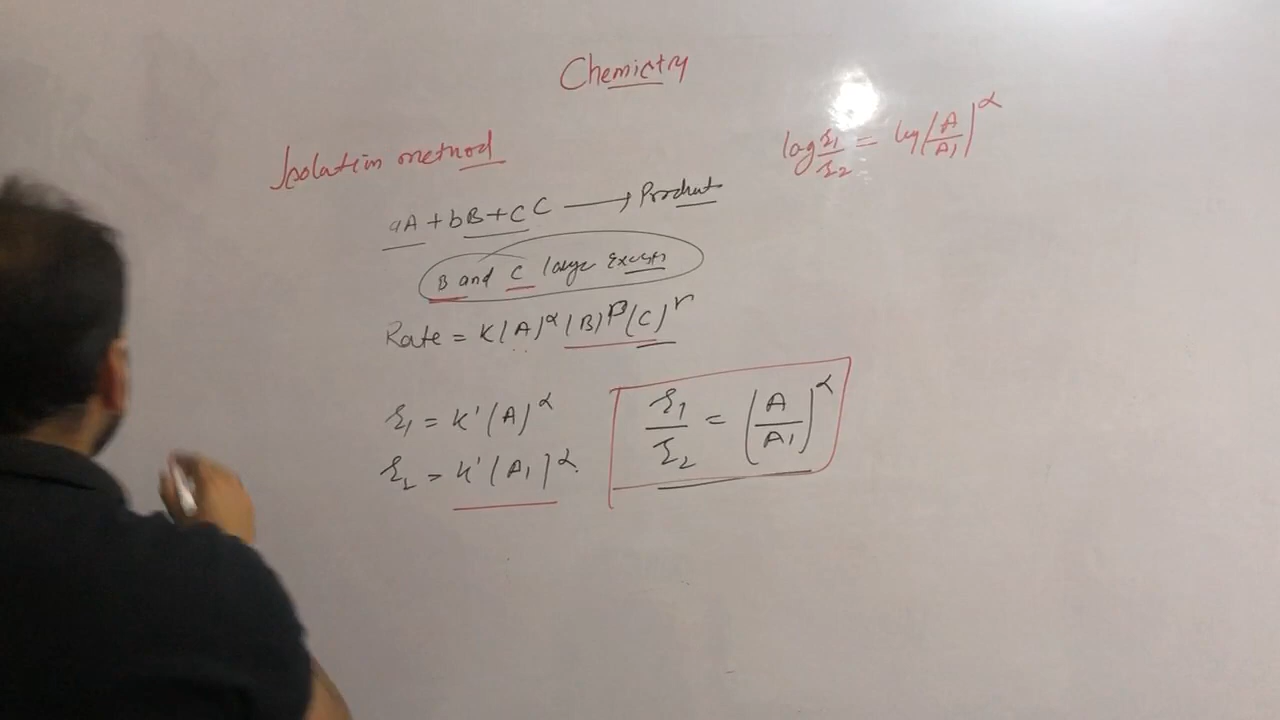 Chemistry
log r₁/r₂ = log (A/A₁)^α
Isolation method
aA + bB + cC ⟶ Product
B and C large Excess
Rate = K(A)^α (B)^β (C)^γ
r₁ = K'(A)^α
r₂ = K'(A₁)^α
r₁/r₂ = (A/A₁)^α